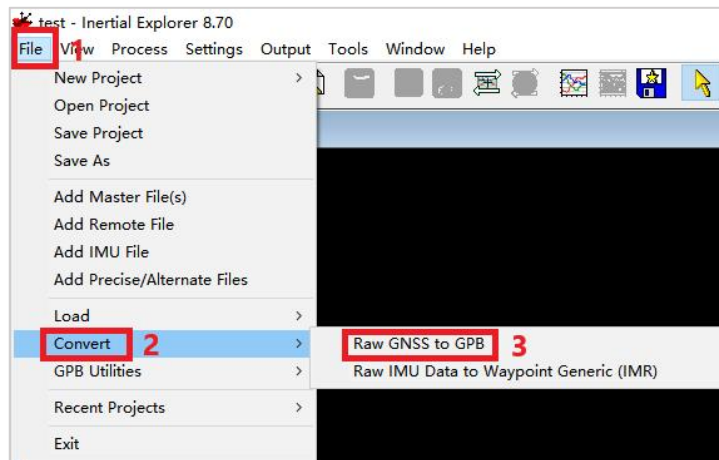 test - Inertial Explorer 8.70
File 1 View Process Settings Output Tools Window Help
New Project >
Open Project
Save Project
Save As
Add Master File(s)
Add Remote File
Add IMU File
Add Precise/Alternate Files
Load >
Convert 2 > Raw GNSS to GPB 3
GPB Utilities > Raw IMU Data to Waypoint Generic (IMR)
Recent Projects >
Exit